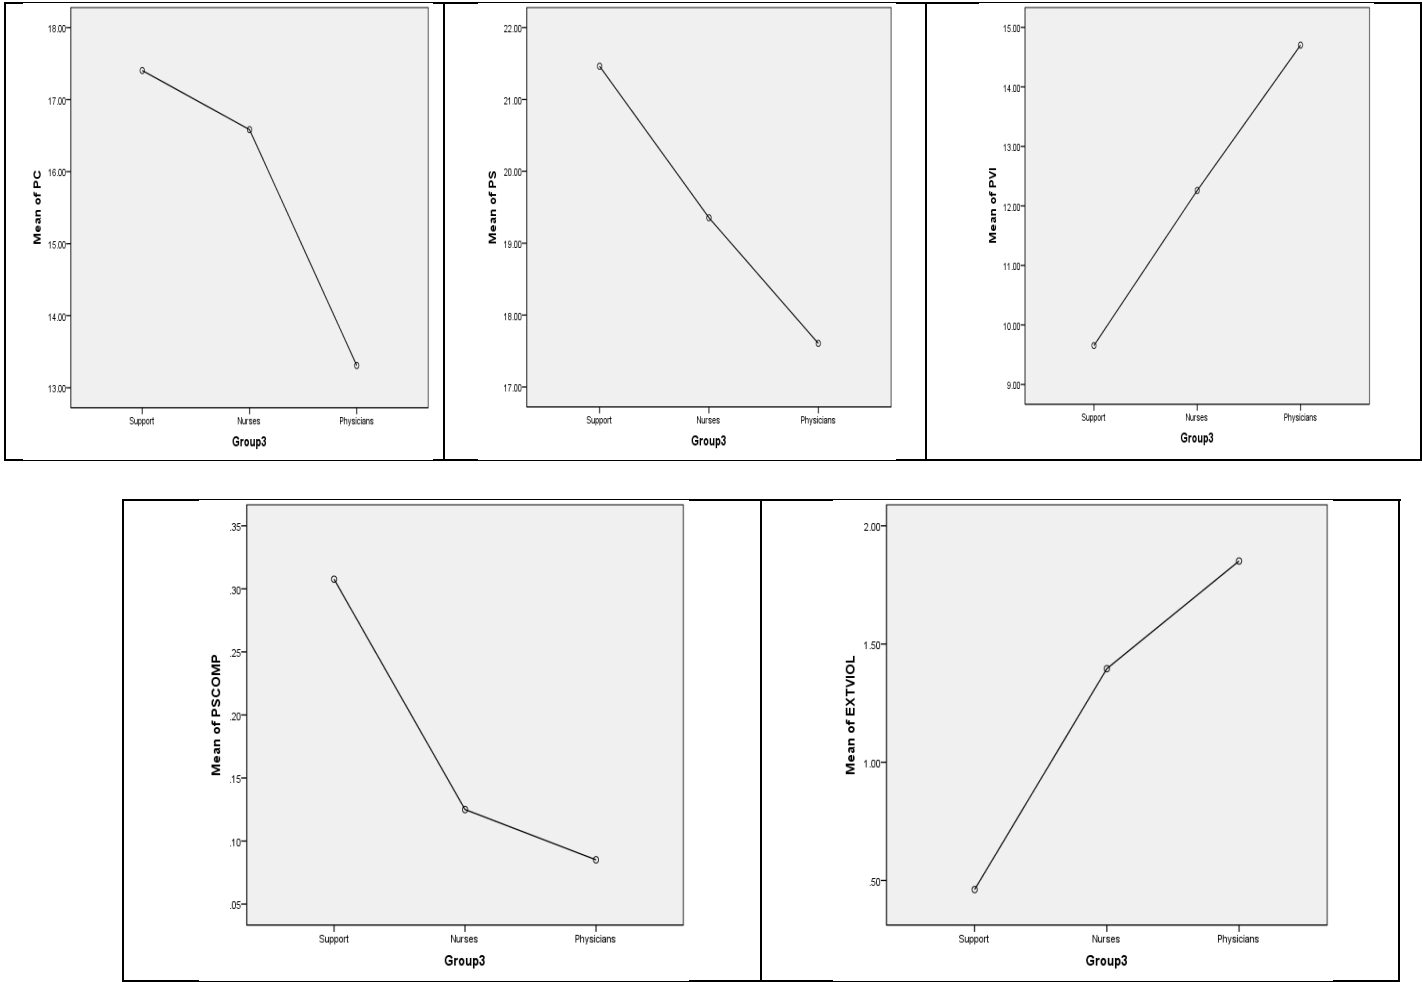 Mean of PC
18.00
17.00
16.00
15.00
14.00
13.00
Support Nurses Physicians
Group3
Mean of PS
22.00
21.00
20.00
19.00
18.00
17.00
Support Nurses Physicians
Group3
Mean of PVI
15.00
14.00
13.00
12.00
11.00
10.00
9.00
Support Nurses Physicians
Group3
Mean of PSCOMP
.35
.30
.25
.20
.15
.10
.05
Support Nurses Physicians
Group3
Mean of EXTVIOL
2.00
1.50
1.00
.50
Support Nurses Physicians
Group3